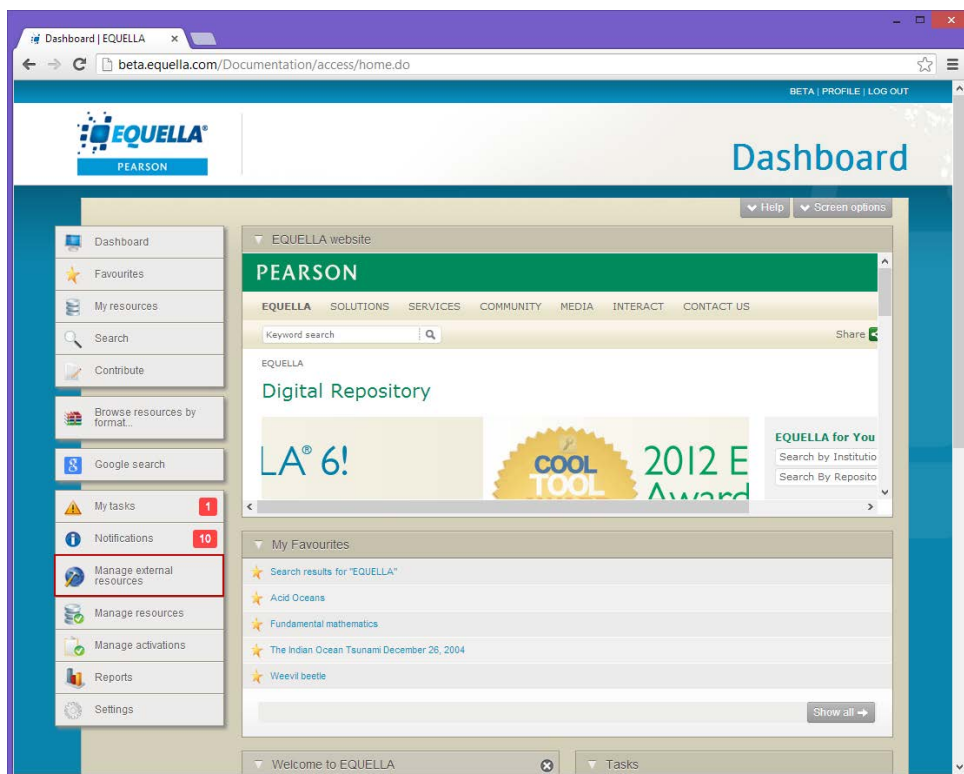 Dashboard | EQUELLA
beta.equella.com/Documentation/access/home.do
BETA | PROFILE | LOG OUT
EQUELLA®
PEARSON
Dashboard
Help
Screen options
Dashboard
Favourites
My resources
Search
Contribute
Browse resources by
format...
Google search
My tasks 1
Notifications 10
Manage external
resources
Manage resources
Manage activations
Reports
Settings
EQUELLA website
PEARSON
EQUELLA SOLUTIONS SERVICES COMMUNITY MEDIA INTERACT CONTACT US
Keyword search
Share
EQUELLA
Digital Repository
LA® 6!
COOL
TOOL
2012 E
Award
EQUELLA for You
Search by Institutio
Search By Reposito
My Favourites
Search results for "EQUELLA"
Acid Oceans
Fundamental mathematics
The Indian Ocean Tsunami December 26, 2004
Weevil beetle
Show all
Welcome to EQUELLA
Tasks